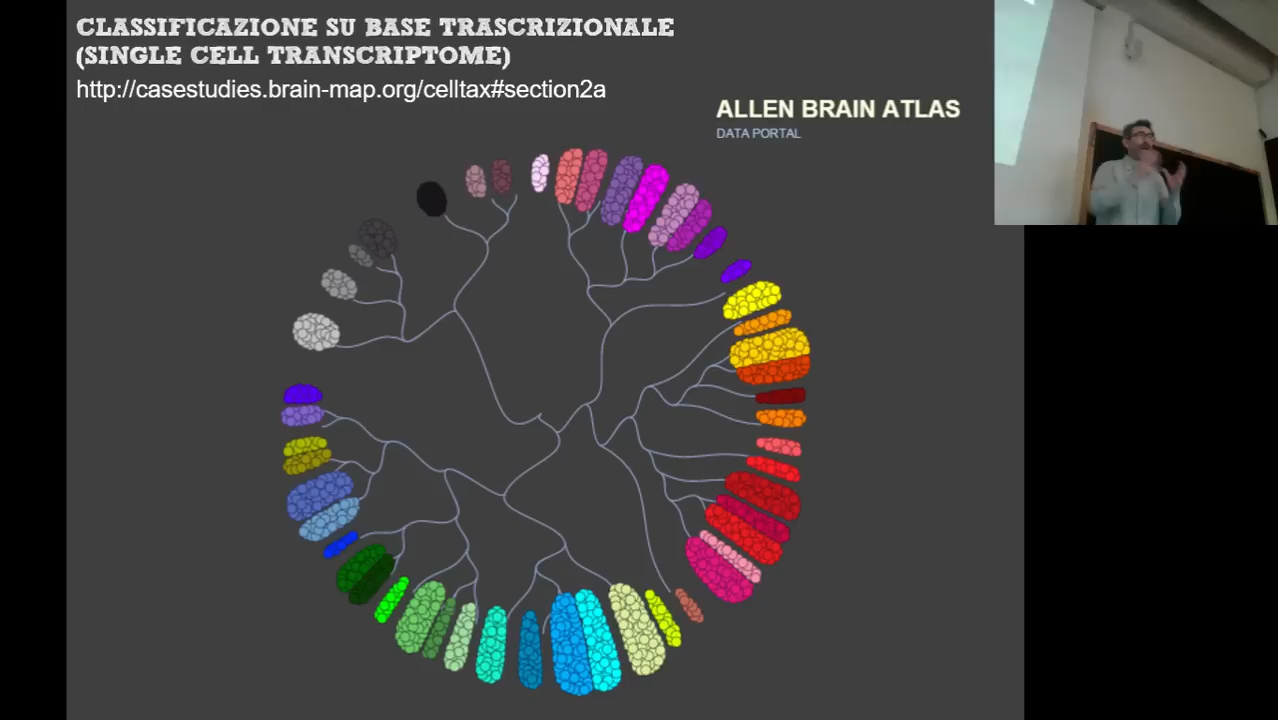 CLASSIFICAZIONE SU BASE TRASCRIZIONALE
(SINGLE CELL TRANSCRIPTOME)
http://casestudies.brain-map.org/celltax#section2a
ALLEN BRAIN ATLAS
DATA PORTAL